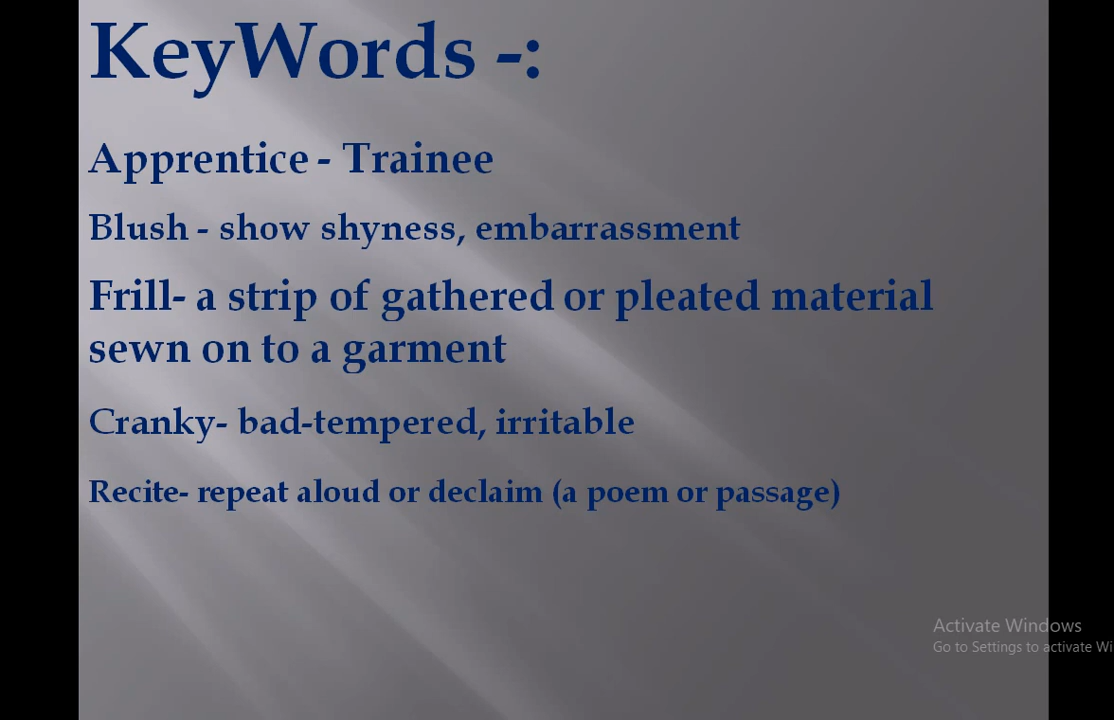 KeyWords -:
Apprentice - Trainee
Blush - show shyness, embarrassment
Frill- a strip of gathered or pleated material
sewn on to a garment
Cranky- bad-tempered, irritable
Recite- repeat aloud or declaim (a poem or passage)
Activate Windows
Go to Settings to activate Wi